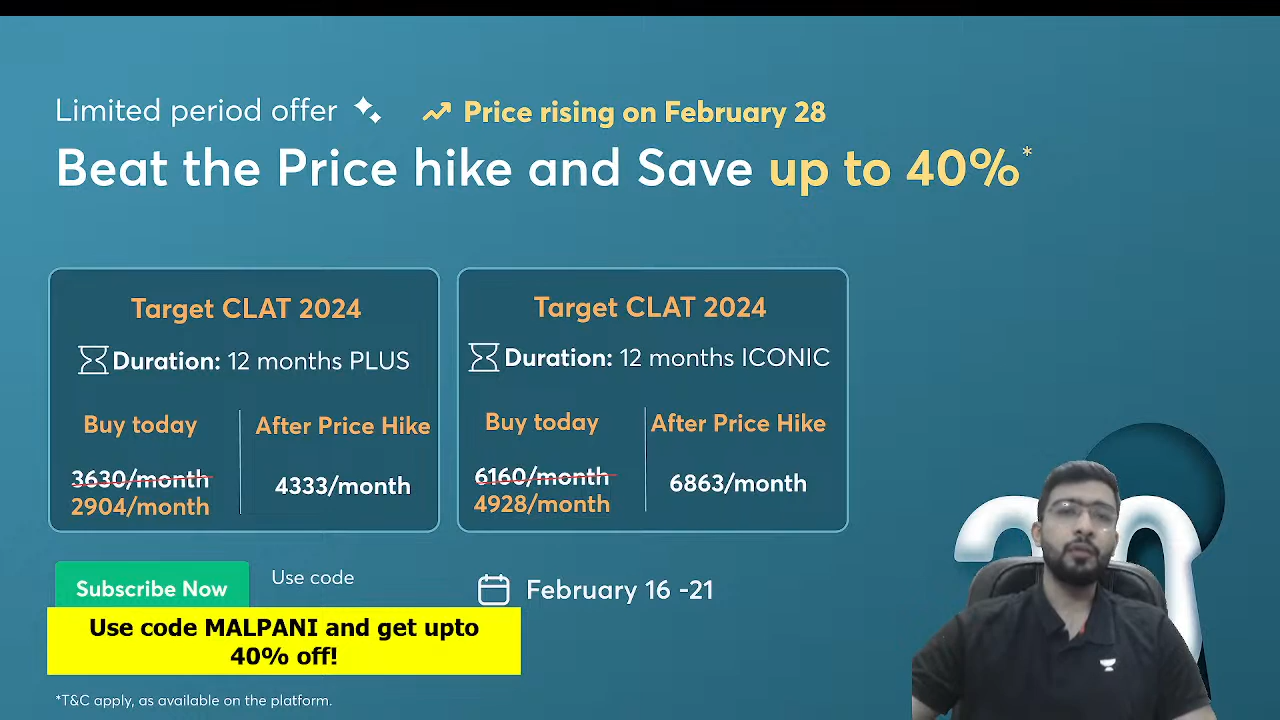 Limited period offer
Price rising on February 28
Beat the Price hike and Save up to 40%*
Target CLAT 2024
Duration: 12 months PLUS
Buy today
After Price Hike
3630/month
2904/month
4333/month
Target CLAT 2024
Duration: 12 months ICONIC
Buy today
After Price Hike
6160/month
4928/month
6863/month
Subscribe Now
Use code
February 16 -21
Use code MALPANI and get upto
40% off!
*T&C apply, as available on the platform.